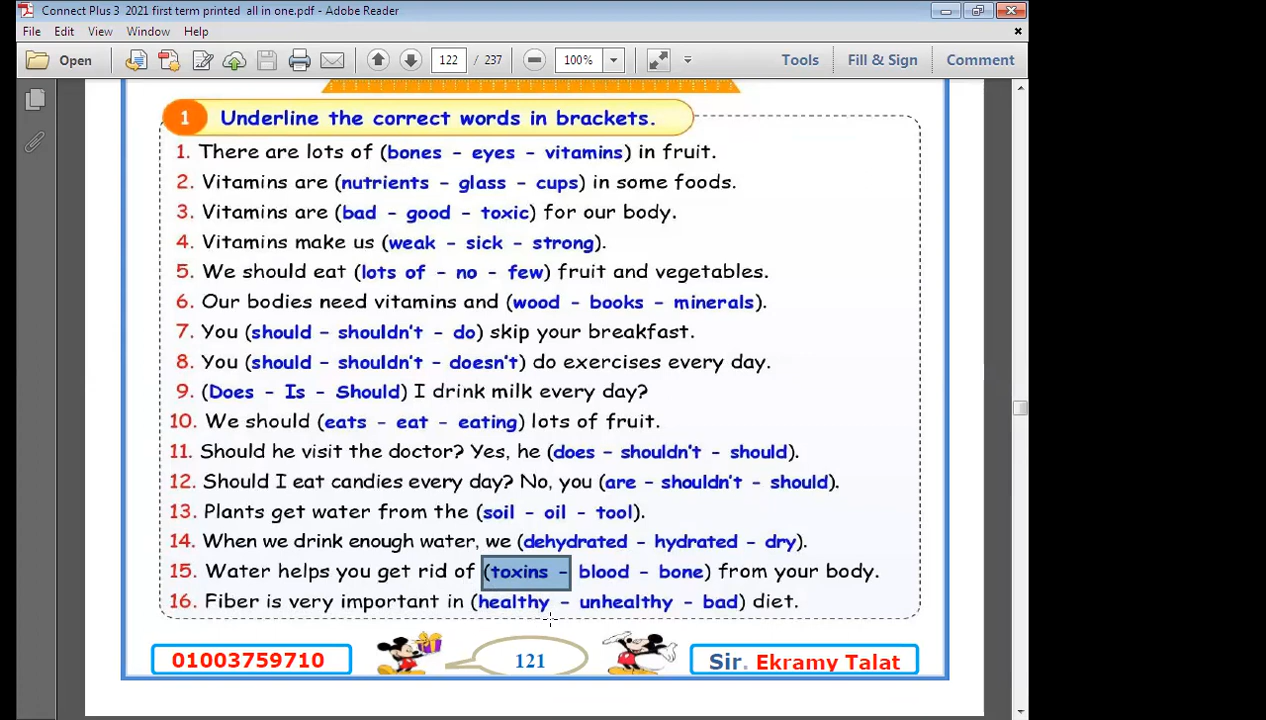 Connect Plus 3 2021 first term printed all in one.pdf - Adobe Reader
File Edit View Window Help
Open 122 / 237 100% Tools Fill & Sign Comment
1 Underline the correct words in brackets.
1. There are lots of (bones - eyes - vitamins) in fruit.
2. Vitamins are (nutrients - glass - cups) in some foods.
3. Vitamins are (bad - good - toxic) for our body.
4. Vitamins make us (weak - sick - strong).
5. We should eat (lots of - no - few) fruit and vegetables.
6. Our bodies need vitamins and (wood - books - minerals).
7. You (should - shouldn't - do) skip your breakfast.
8. You (should - shouldn't - doesn't) do exercises every day.
9. (Does - Is - Should) I drink milk every day?
10. We should (eats - eat - eating) lots of fruit.
11. Should he visit the doctor? Yes, he (does - shouldn't - should).
12. Should I eat candies every day? No, you (are - shouldn't - should).
13. Plants get water from the (soil - oil - tool).
14. When we drink enough water, we (dehydrated - hydrated - dry).
15. Water helps you get rid of (toxins - blood - bone) from your body.
16. Fiber is very important in (healthy - unhealthy - bad) diet.
01003759710 121 Sir. Ekramy Talat